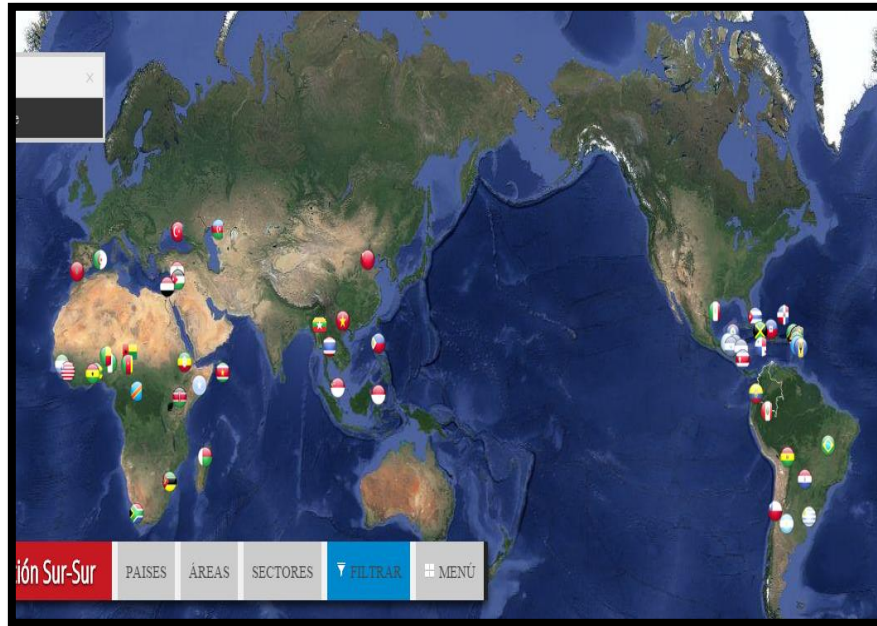 x
e
ión Sur-Sur
PAISES
ÁREAS
SECTORES
FILTRAR
MENÚ